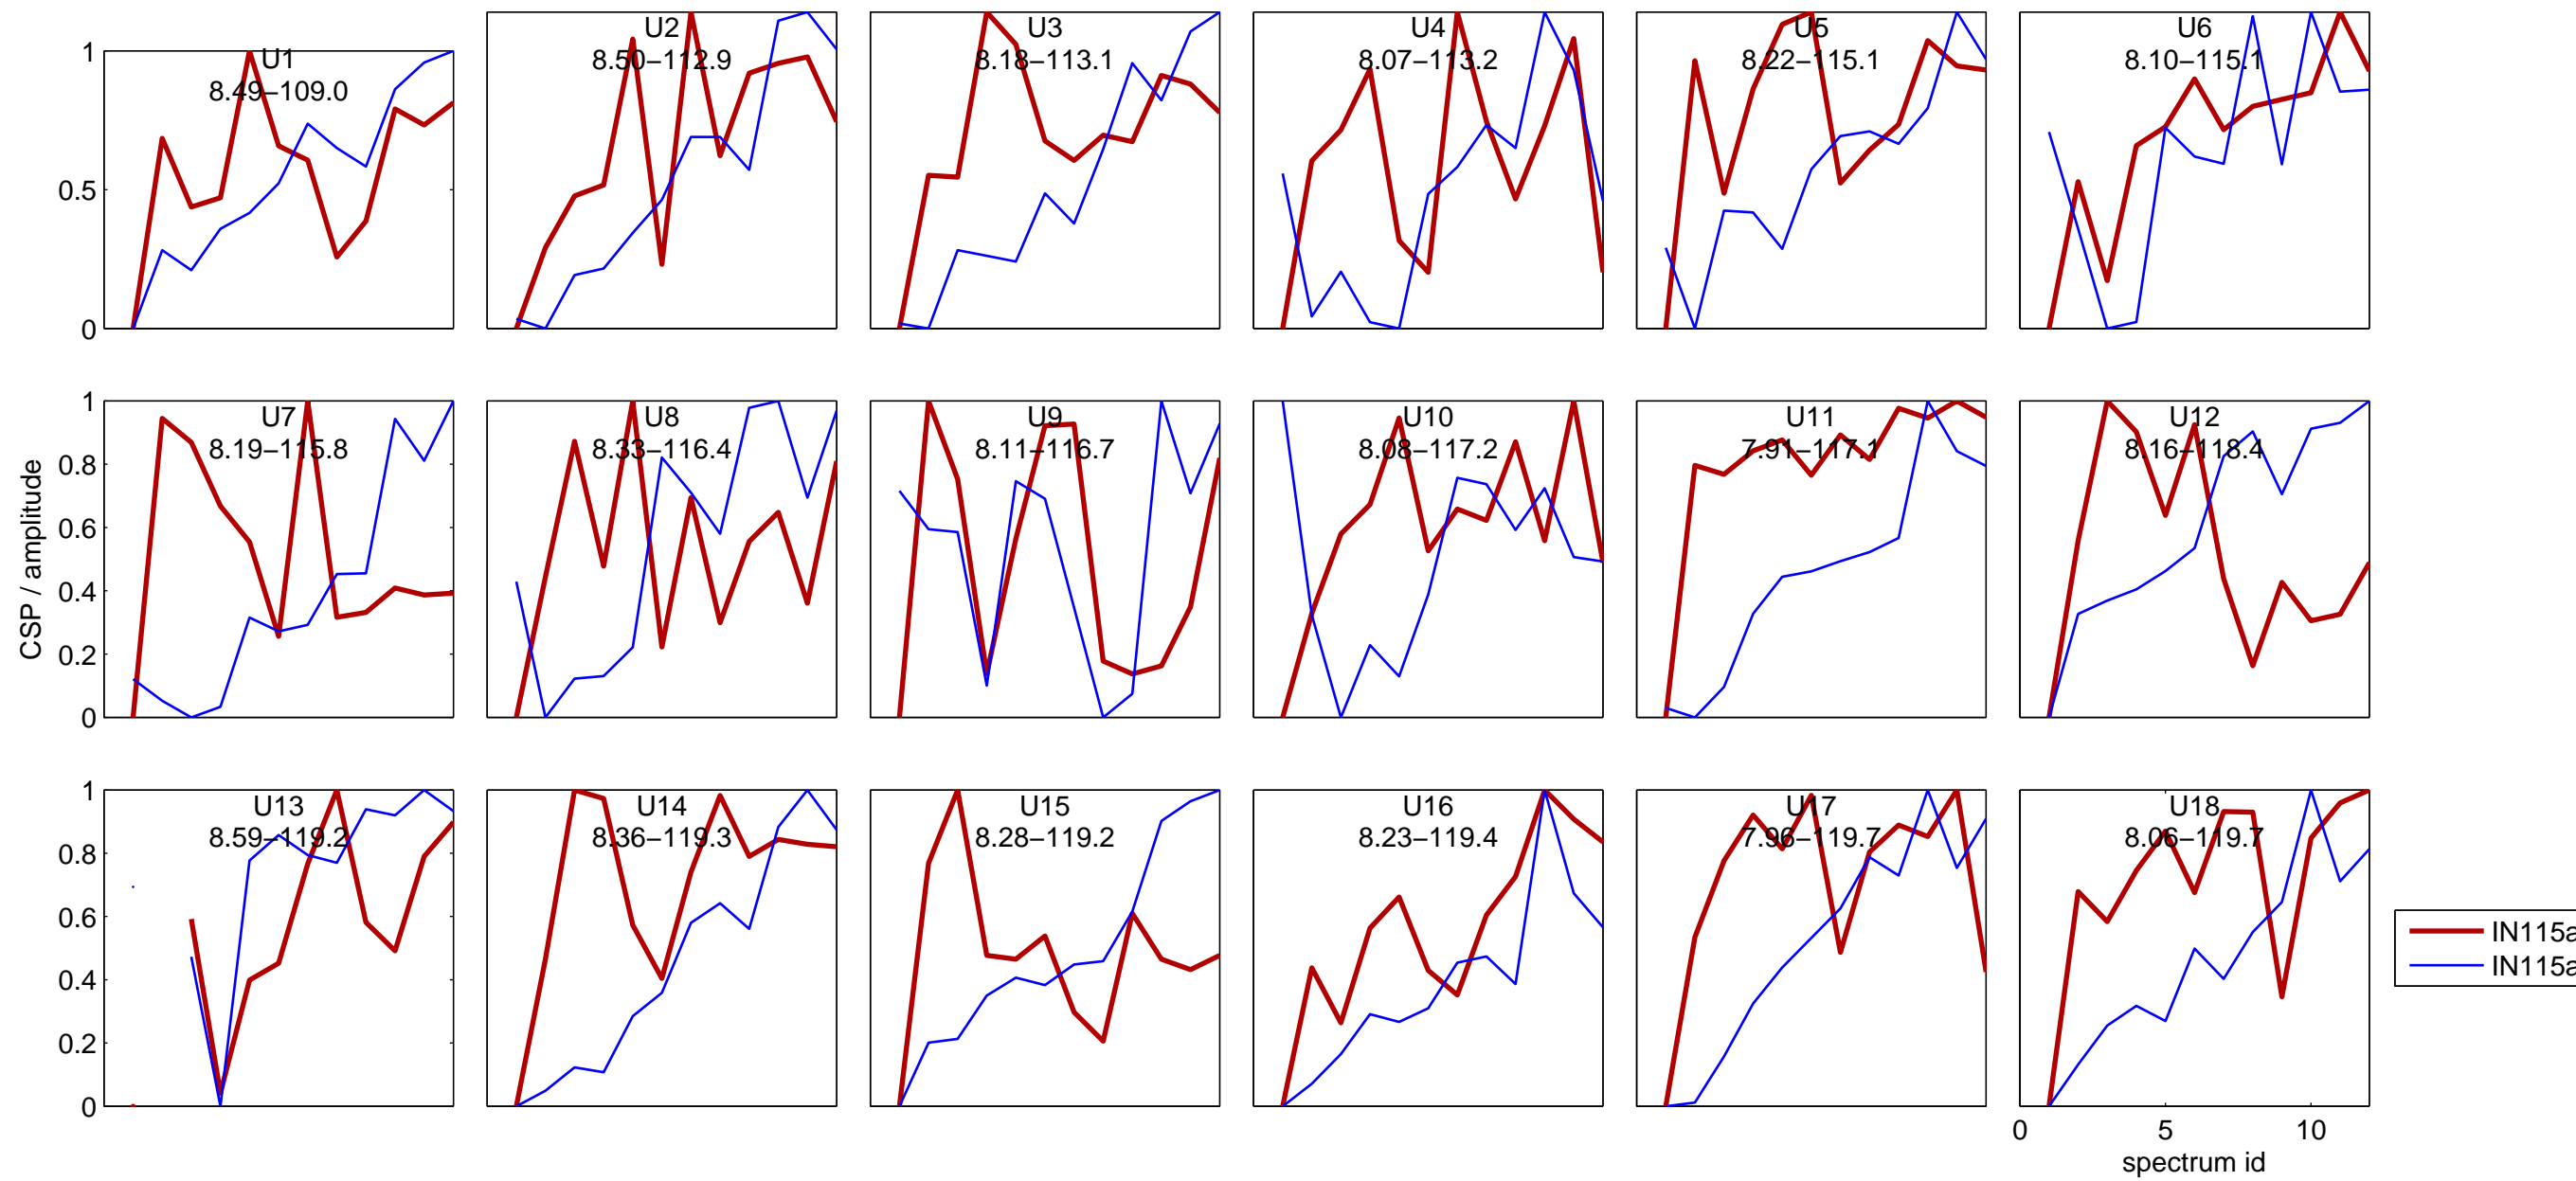 U1
8.49–109.0
U2
8.50–112.9
U3
8.18–113.1
U4
8.07–113.2
U5
8.22–115.1
U6
8.10–115.1
1
0.5
0
U7
8.19–115.8
U8
8.33–116.4
U9
8.11–116.7
U10
8.08–117.2
U11
7.91–117.1
U12
8.16–118.4
1
0.8
0.6
0.4
0.2
0
CSP / amplitude
U13
8.59–119.2
U14
8.36–119.3
U15
8.28–119.2
U16
8.23–119.4
U17
7.96–119.7
U18
8.06–119.7
1
0.8
0.6
0.4
0.2
0
0 5 10
spectrum id
IN115a
IN115a